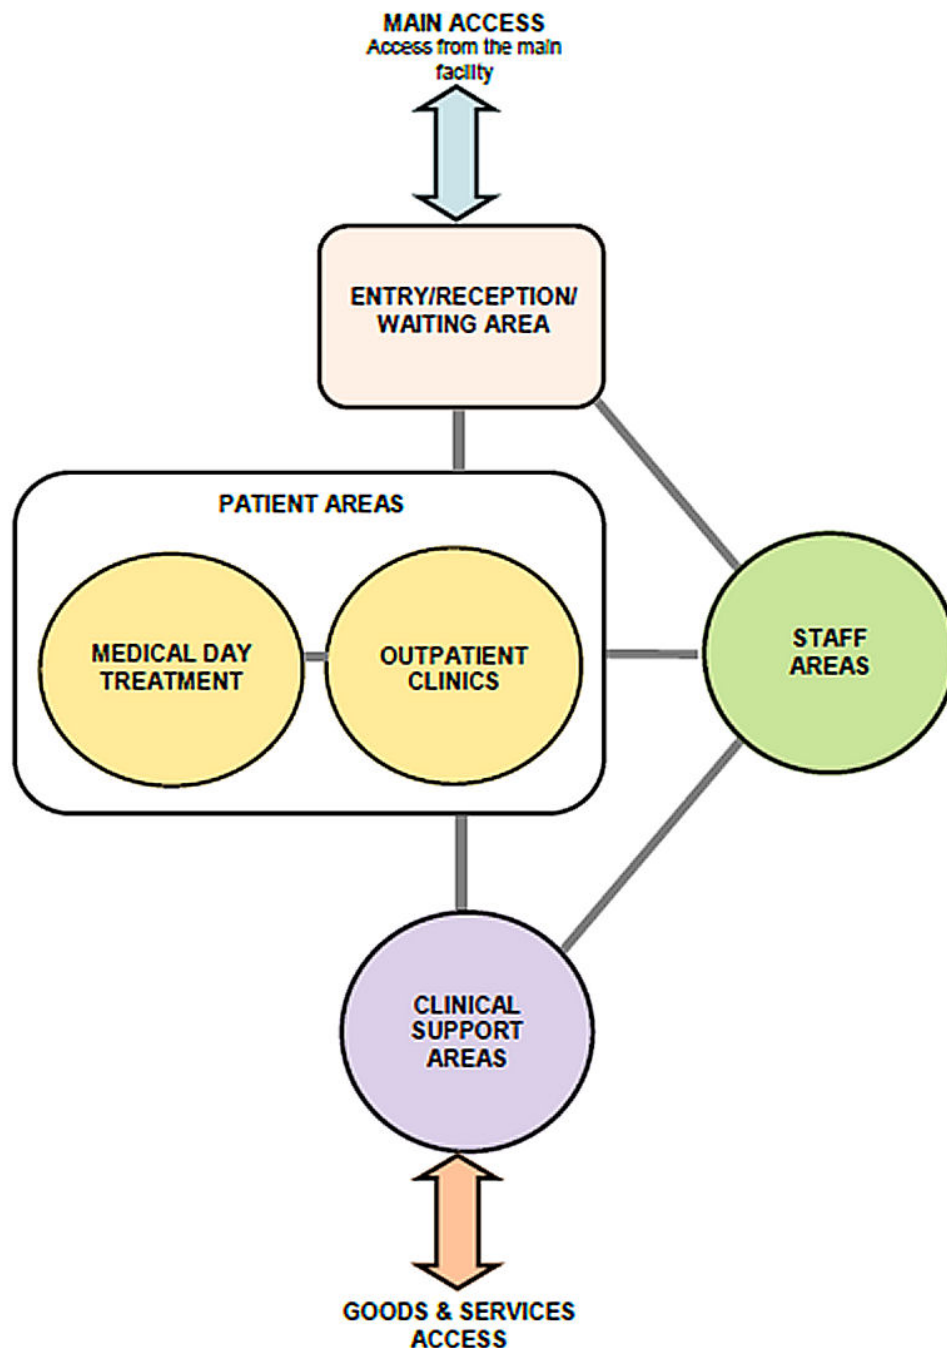 MAIN ACCESS
Access from the main
facility
ENTRY/RECEPTION/
WAITING AREA
PATIENT AREAS
MEDICAL DAY
TREATMENT
OUTPATIENT
CLINICS
STAFF
AREAS
CLINICAL
SUPPORT
AREAS
GOODS & SERVICES
ACCESS